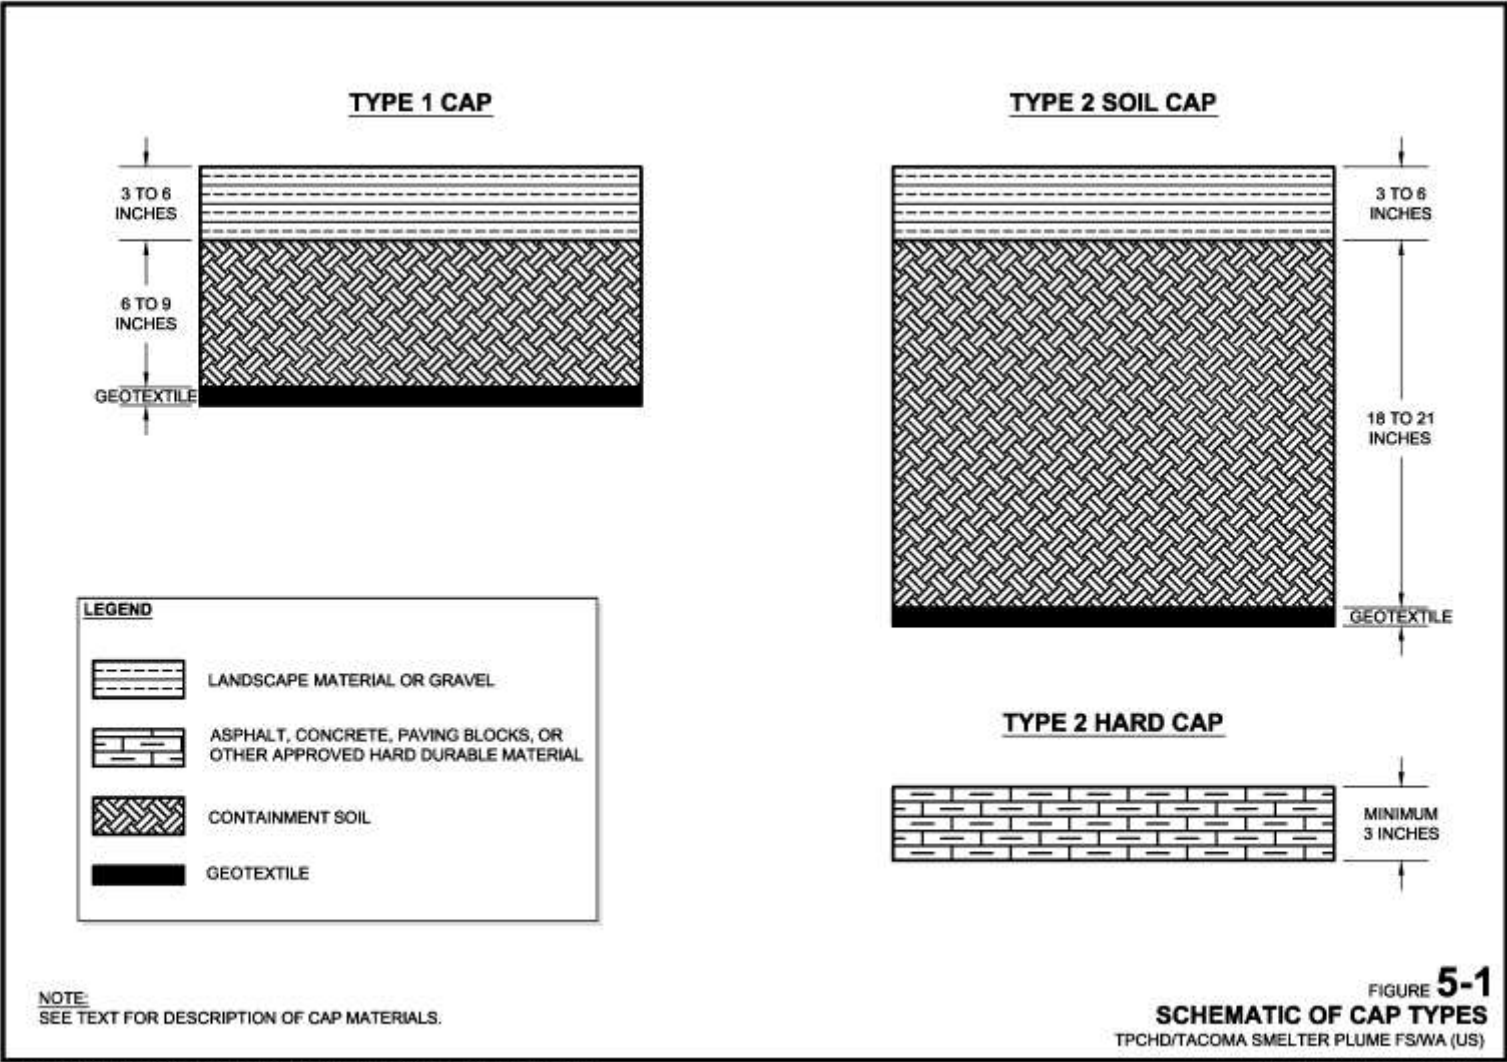 TYPE 1 CAP
3 TO 6
INCHES
6 TO 9
INCHES
GEOTEXTILE
TYPE 2 SOIL CAP
3 TO 6
INCHES
18 TO 21
INCHES
GEOTEXTILE
LEGEND
LANDSCAPE MATERIAL OR GRAVEL
ASPHALT, CONCRETE, PAVING BLOCKS, OR
OTHER APPROVED HARD DURABLE MATERIAL
CONTAINMENT SOIL
GEOTEXTILE
TYPE 2 HARD CAP
MINIMUM
3 INCHES
NOTE:
SEE TEXT FOR DESCRIPTION OF CAP MATERIALS.
FIGURE 5-1
SCHEMATIC OF CAP TYPES
TPCHD/TACOMA SMELTER PLUME FS/WA (US)